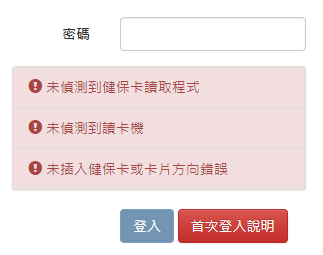 密碼
未偵測到健保卡讀取程式
未偵測到讀卡機
未插入健保卡或卡片方向錯誤
登入 首次登入說明